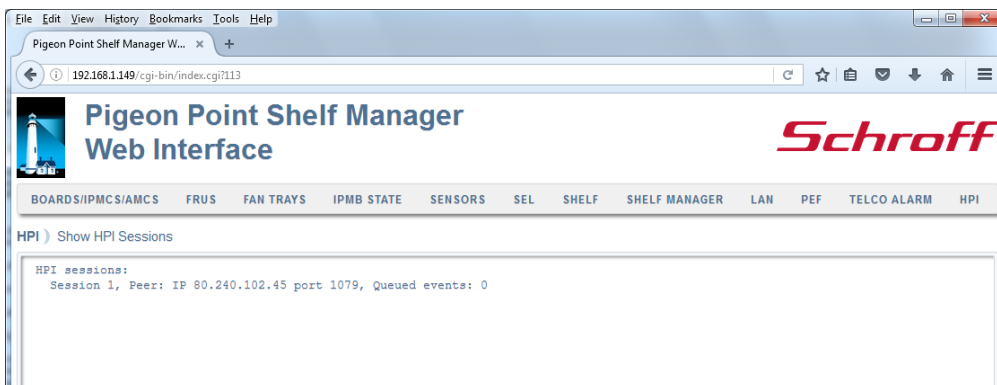 File Edit View History Bookmarks Tools Help
Pigeon Point Shelf Manager W...
192.168.1.149/cgi-bin/index.cgi?113
Pigeon Point Shelf Manager
Web Interface
Schroff
BOARDS/IPMCS/AMCS FRUS FAN TRAYS IPMB STATE SENSORS SEL SHELF SHELF MANAGER LAN PEF TELCO ALARM HPI
HPI ) Show HPI Sessions
HPI sessions:
Session 1, Peer: IP 80.240.102.45 port 1079, Queued events: 0